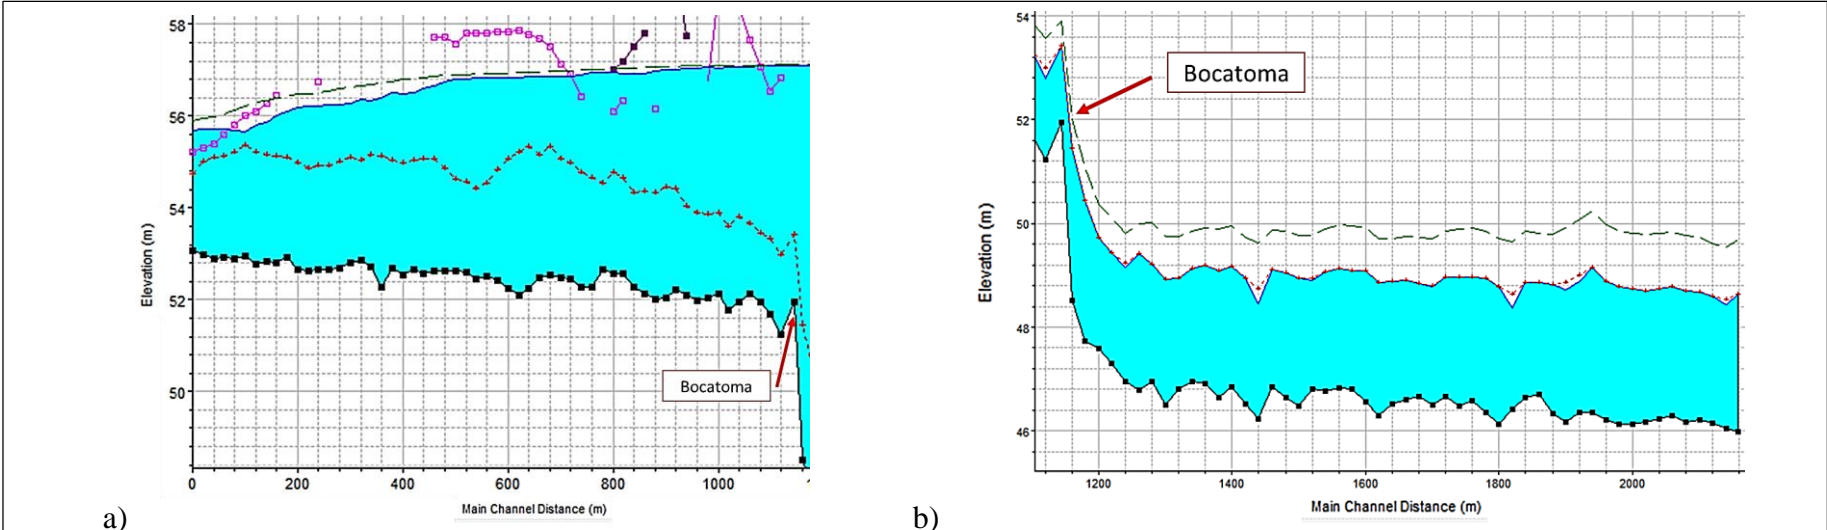 58
56
54
52
50
Elevation (m)
Bocatoma
0 200 400 600 800 1000
Main Channel Distance (m)
a)
54
52
50
48
46
Elevation (m)
Bocatoma
1200 1400 1600 1800 2000
Main Channel Distance (m)
b)